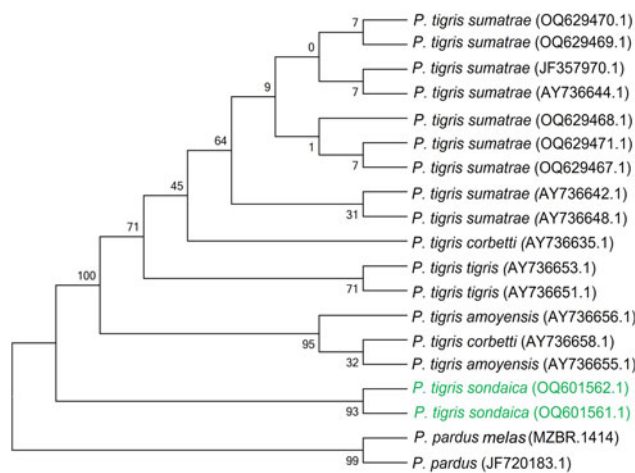 7
P. tigris sumatrae (OQ629470.1)
0
P. tigris sumatrae (OQ629469.1)
P. tigris sumatrae (JF357970.1)
9
7
P. tigris sumatrae (AY736644.1)
P. tigris sumatrae (OQ629468.1)
64
1
P. tigris sumatrae (OQ629471.1)
7
P. tigris sumatrae (OQ629467.1)
45
P. tigris sumatrae (AY736642.1)
31
P. tigris sumatrae (AY736648.1)
71
P. tigris corbetti (AY736635.1)
P. tigris tigris (AY736653.1)
100
71
P. tigris tigris (AY736651.1)
P. tigris amoyensis (AY736656.1)
95
P. tigris corbetti (AY736658.1)
32
P. tigris amoyensis (AY736655.1)
P. tigris sondaica (OQ601562.1)
93
P. tigris sondaica (OQ601561.1)
P. pardus melas (MZBR.1414)
99
P. pardus (JF720183.1)